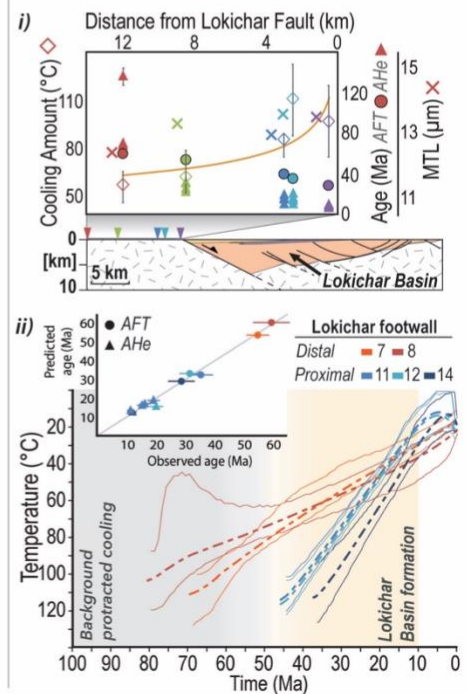 i)
Distance from Lokichar Fault (km)
12 8 4 0
Cooling Amount (°C)
110
80
50
120
80
40
0
Age (Ma)
AFT AHe
15
13
11
MTL (µm)
0
[km]
10
5 km
Lokichar Basin
ii)
Predicted
age (Ma)
60
50
40
30
20
10
AFT
AHe
10 20 30 40 50 60
Observed age (Ma)
Lokichar footwall
Distal 7 8
Proximal 11 12 14
Temperature (°C)
20
40
60
80
100
120
Background
protracted cooling
Lokichar
Basin formation
100 90 80 70 60 50 40 30 20 10 0
Time (Ma)